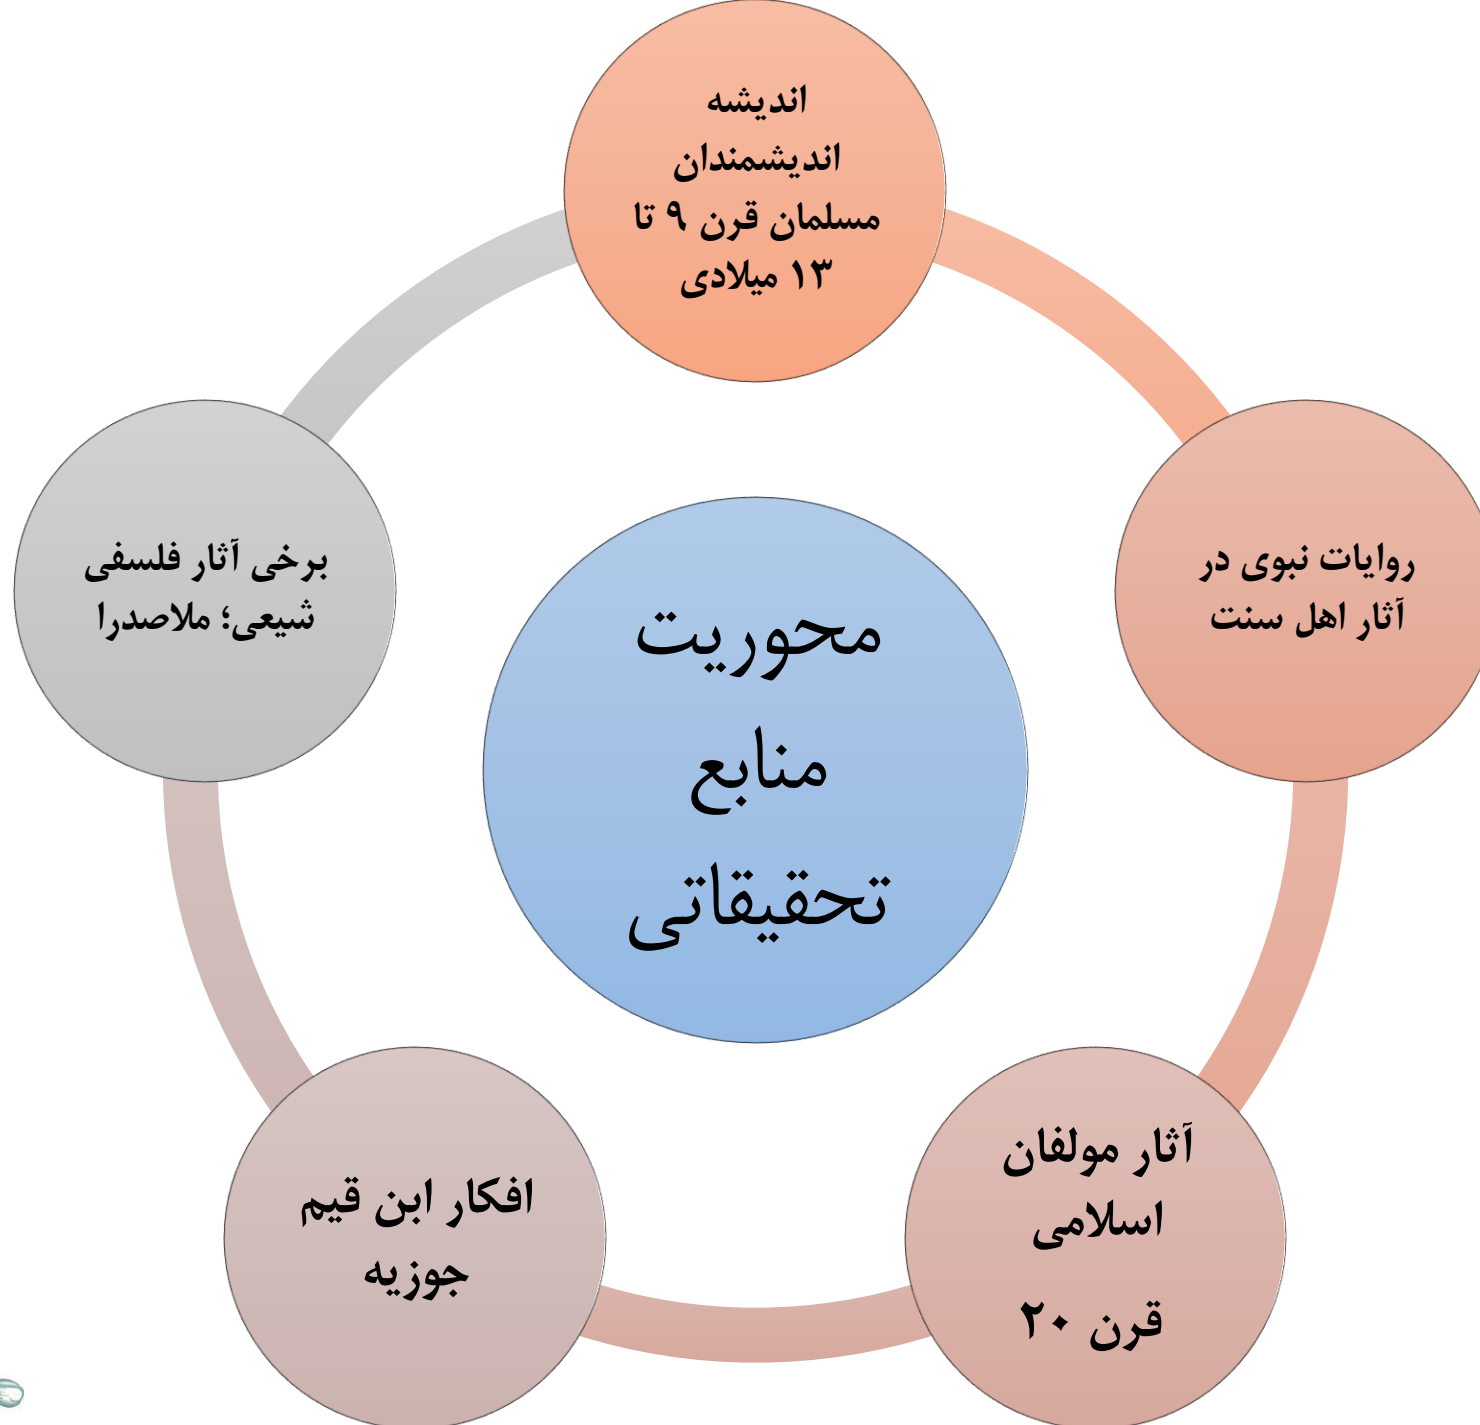 اندیشه
اندیشمندان
مسلمان قرن ۹ تا
۱۳ میلادی
روایات نبوی در
آثار اهل سنت
آثار مولفان
اسلامی
قرن ۲۰
افکار ابن قیم
جوزیه
برخی آثار فلسفی
شیعی؛ ملاصدرا
محوریت
منابع
تحقیقاتی